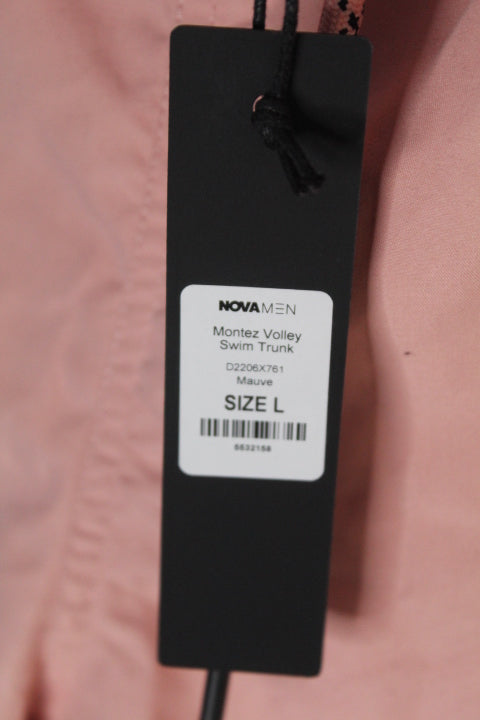 NOVAMEN
Montez Volley
Swim Trunk
D2206X761
Mauve
SIZE L
5532158